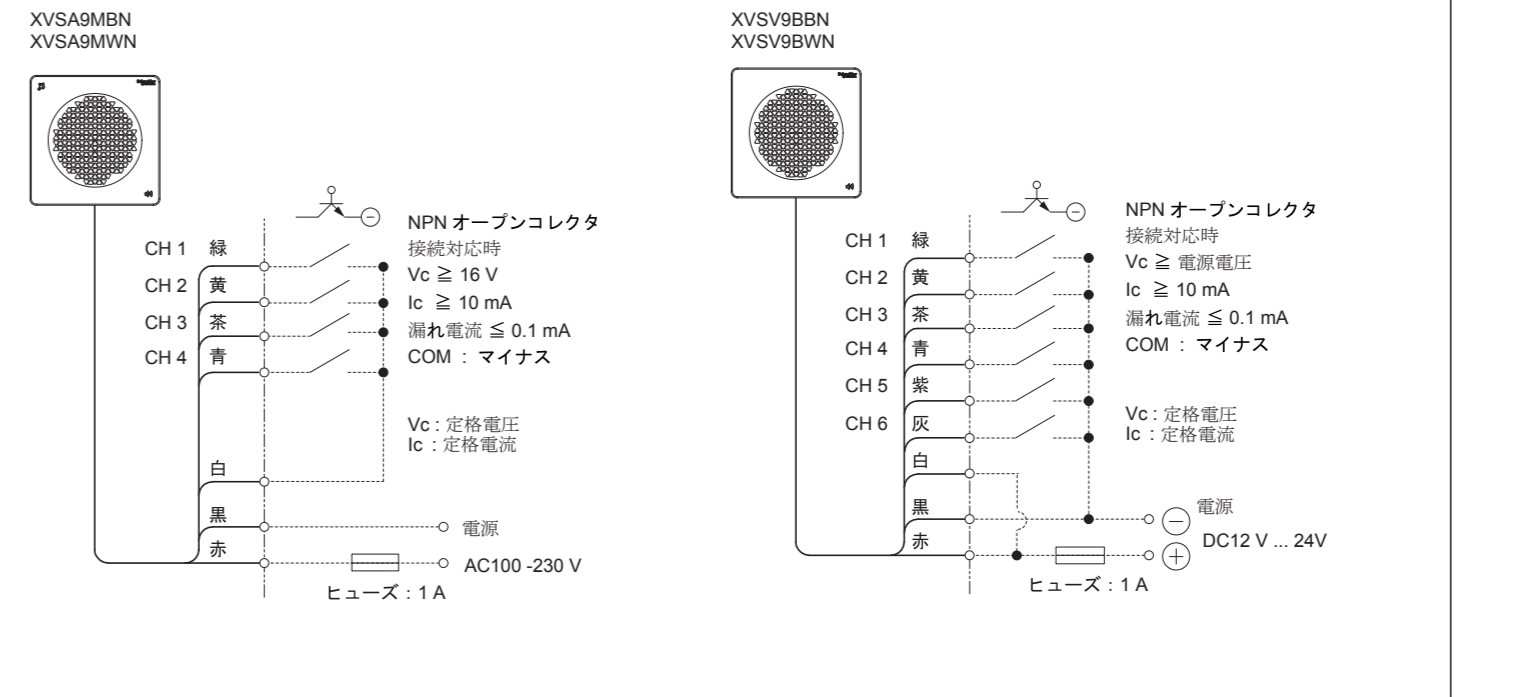 XVSA9MBN
XVSA9MWN
NPN オープンコレクタ
接続対応時
Vc ≧ 16 V
Ic ≧ 10 mA
漏れ電流 ≦ 0.1 mA
COM : マイナス
CH 1 緑
CH 2 黄
CH 3 茶
CH 4 青
Vc : 定格電圧
Ic : 定格電流
白
黒
電源
赤
AC100 -230 V
ヒューズ : 1 A
XVSV9BBN
XVSV9BWN
NPN オープンコレクタ
接続対応時
Vc ≧ 電源電圧
Ic ≧ 10 mA
漏れ電流 ≦ 0.1 mA
COM : マイナス
CH 1 緑
CH 2 黄
CH 3 茶
CH 4 青
CH 5 紫
CH 6 灰
Vc : 定格電圧
Ic : 定格電流
白
黒
電源
赤
DC12 V ... 24V
ヒューズ : 1 A